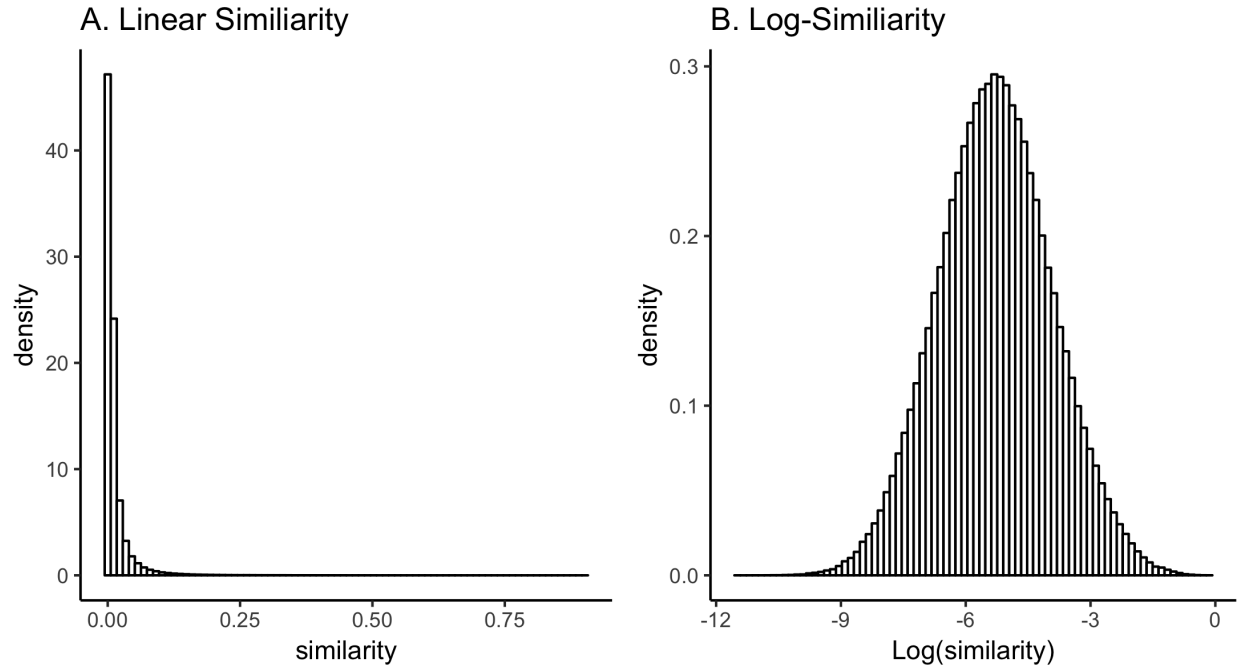 A. Linear Similiarity
density
40
30
20
10
0
0.00 0.25 0.50 0.75
similarity
B. Log-Similiarity
density
0.3
0.2
0.1
0.0
-12 -9 -6 -3 0
Log(similarity)